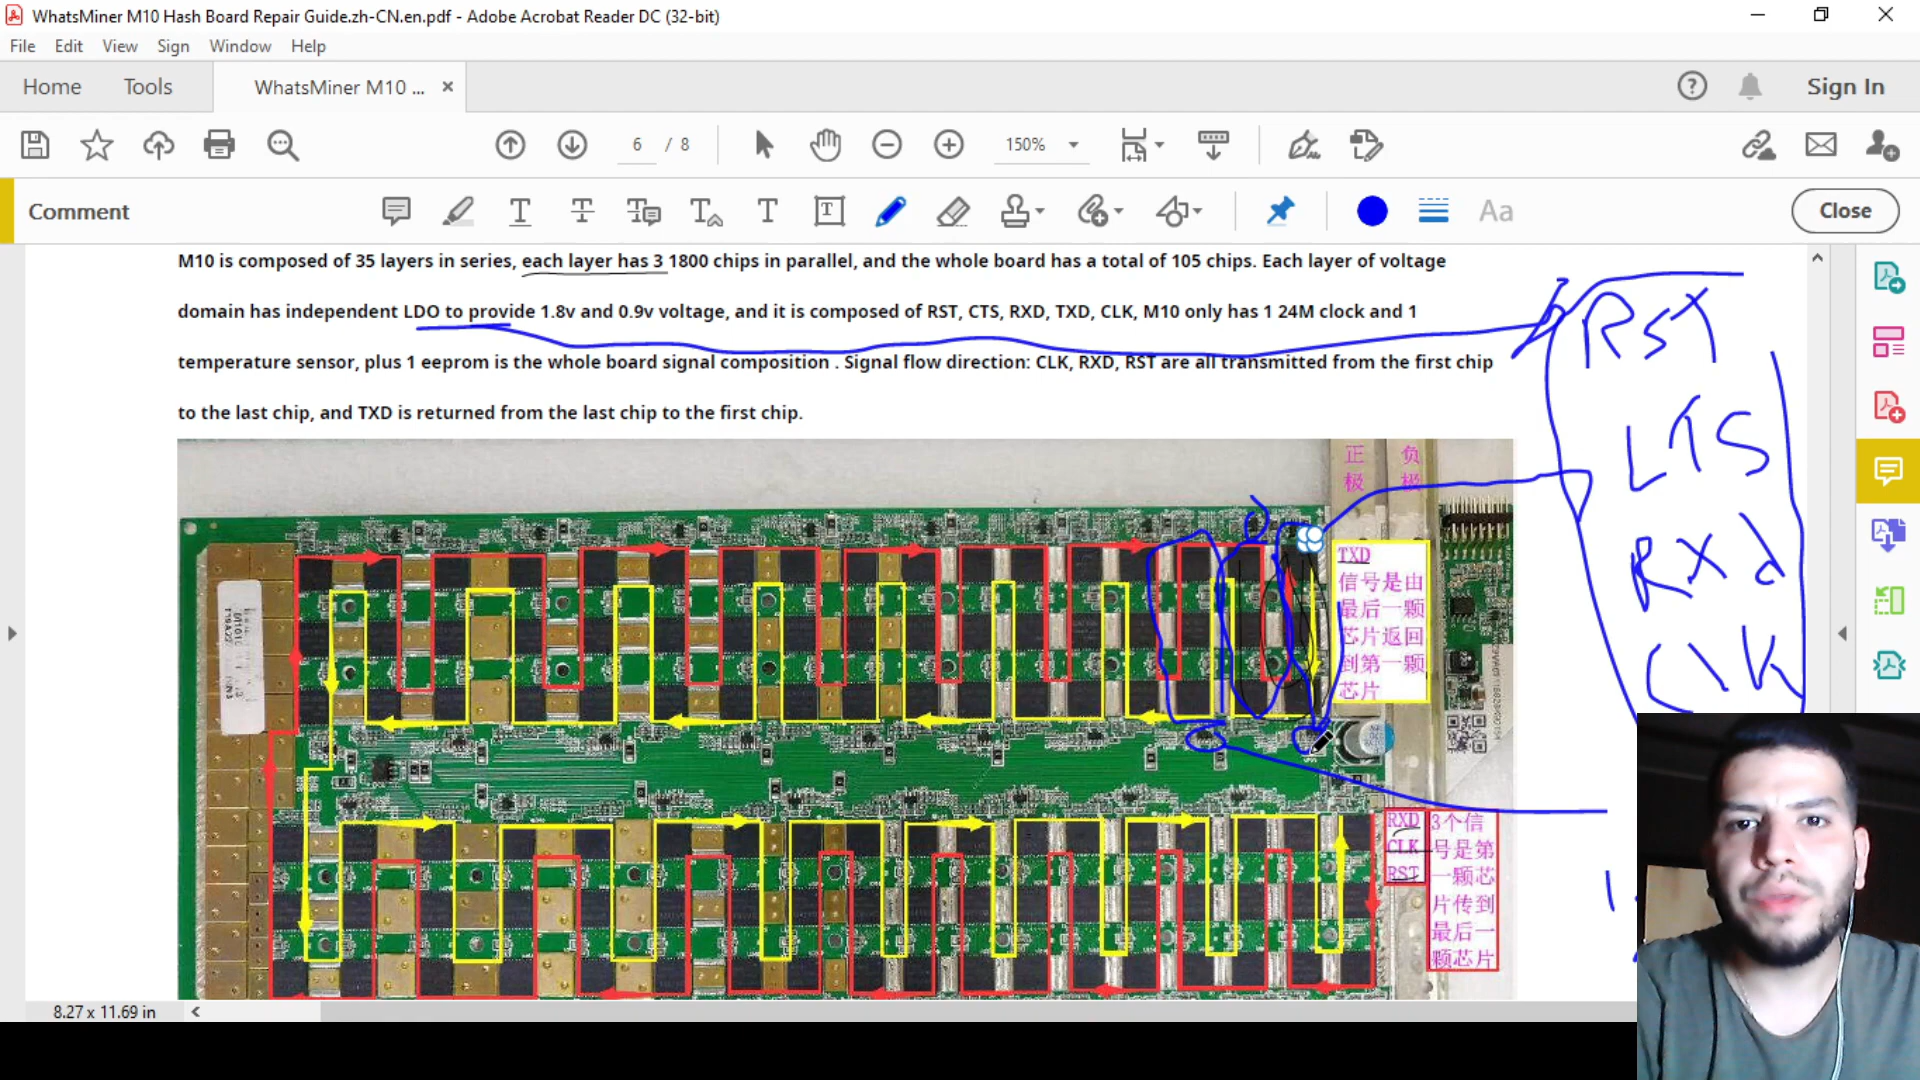 WhatsMiner M10 Hash Board Repair Guide.zh-CN.en.pdf - Adobe Acrobat Reader DC (32-bit)
File Edit View Sign Window Help
Home Tools WhatsMiner M10 ... × Sign In
6 / 8 150%
Comment Aa Close
M10 is composed of 35 layers in series, each layer has 3 1800 chips in parallel, and the whole board has a total of 105 chips. Each layer of voltage
domain has independent LDO to provide 1.8v and 0.9v voltage, and it is composed of RST, CTS, RXD, TXD, CLK, M10 only has 1 24M clock and 1
temperature sensor, plus 1 eeprom is the whole board signal composition . Signal flow direction: CLK, RXD, RST are all transmitted from the first chip
to the last chip, and TXD is returned from the last chip to the first chip.
RST
LTS
RXd
ClK
正极
负极
TXD
信号是由
最后一颗
芯片返回
到第一颗
芯片
RXD
CLK
RST
3个信
号是第
一颗芯
片传到
最后一
颗芯片
8.27 x 11.69 in